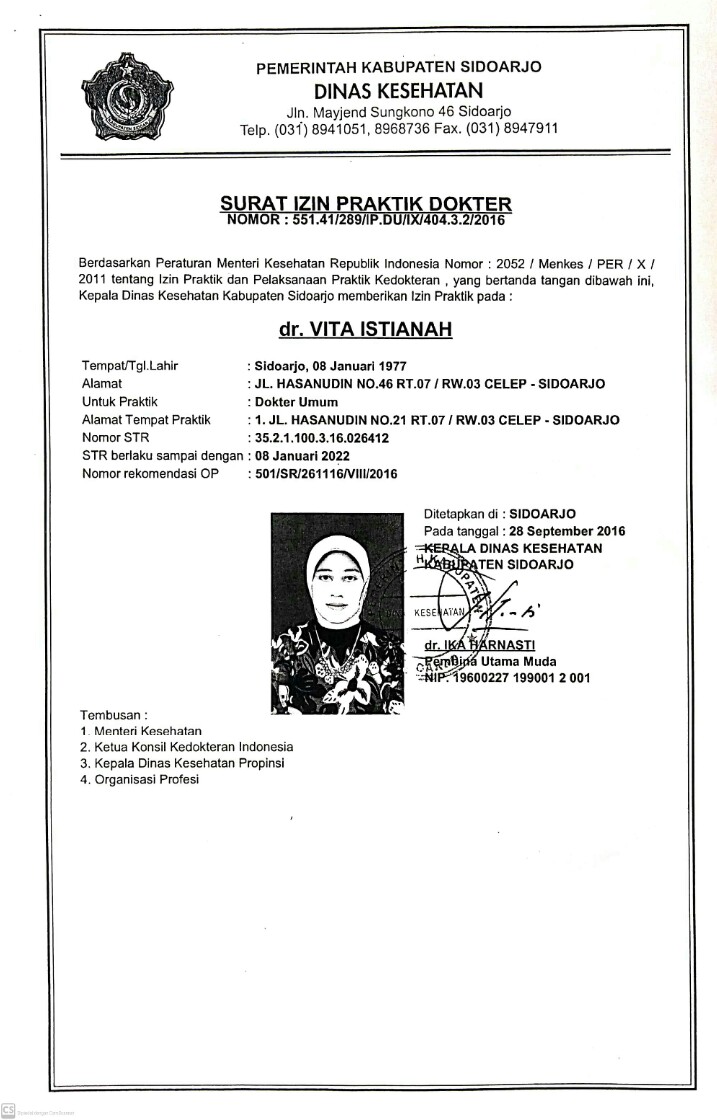 PEMERINTAH KABUPATEN SIDOARJO
DINAS KESEHATAN
Jln. Mayjend Sungkono 46 Sidoarjo
Telp. (031) 8941051, 8968736 Fax. (031) 8947911
SURAT IZIN PRAKTIK DOKTER
NOMOR : 551.41/289/IP.DU/IX/404.3.2/2016
Berdasarkan Peraturan Menteri Kesehatan Republik Indonesia Nomor : 2052 / Menkes / PER / X /
2011 tentang Izin Praktik dan Pelaksanaan Praktik Kedokteran , yang bertanda tangan dibawah ini,
Kepala Dinas Kesehatan Kabupaten Sidoarjo memberikan Izin Praktik pada :
dr. VITA ISTIANAH
Tempat/Tgl.Lahir : Sidoarjo, 08 Januari 1977
Alamat : JL. HASANUDIN NO.46 RT.07 / RW.03 CELEP - SIDOARJO
Untuk Praktik : Dokter Umum
Alamat Tempat Praktik : 1. JL. HASANUDIN NO.21 RT.07 / RW.03 CELEP - SIDOARJO
Nomor STR : 35.2.1.100.3.16.026412
STR berlaku sampai dengan : 08 Januari 2022
Nomor rekomendasi OP : 501/SR/261116/VIII/2016
Ditetapkan di : SIDOARJO
Pada tanggal : 28 September 2016
KEPALA DINAS KESEHATAN
KABUPATEN SIDOARJO
KESEHATAN
dr. IKA HARNASTI
Pembina Utama Muda
NIP. 19600227 199001 2 001
Tembusan :
1. Menteri Kesehatan
2. Ketua Konsil Kedokteran Indonesia
3. Kepala Dinas Kesehatan Propinsi
4. Organisasi Profesi
CS